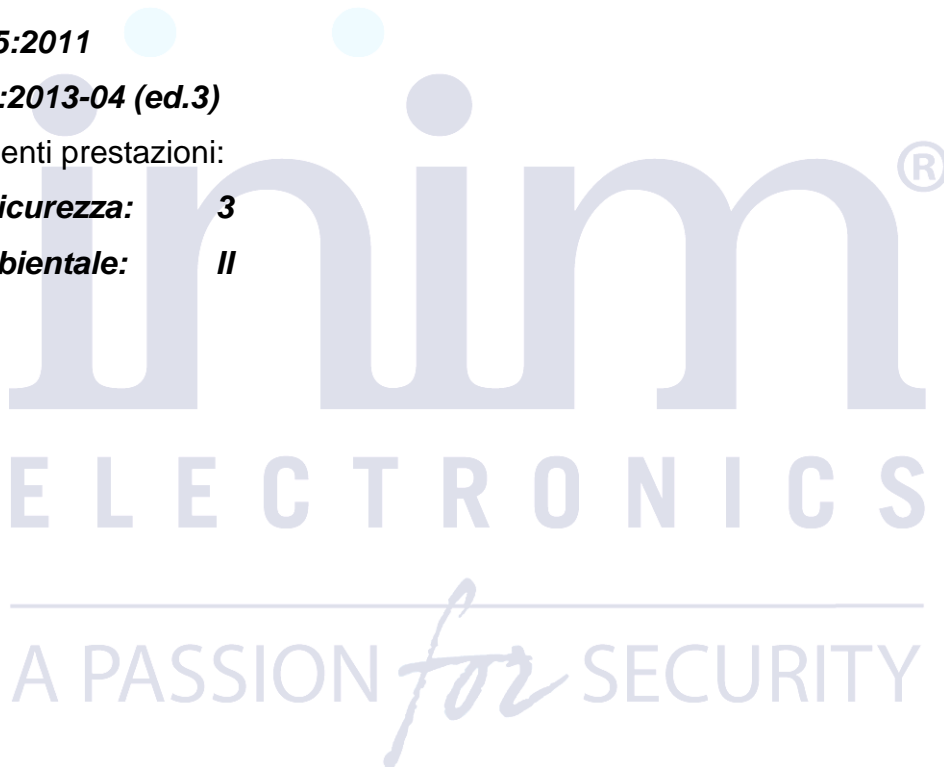 5:2011
:2013-04 (ed.3)
enti prestazioni:
icurezza: 3
bientale: II
inim®
ELECTRONICS
A PASSION for SECURITY